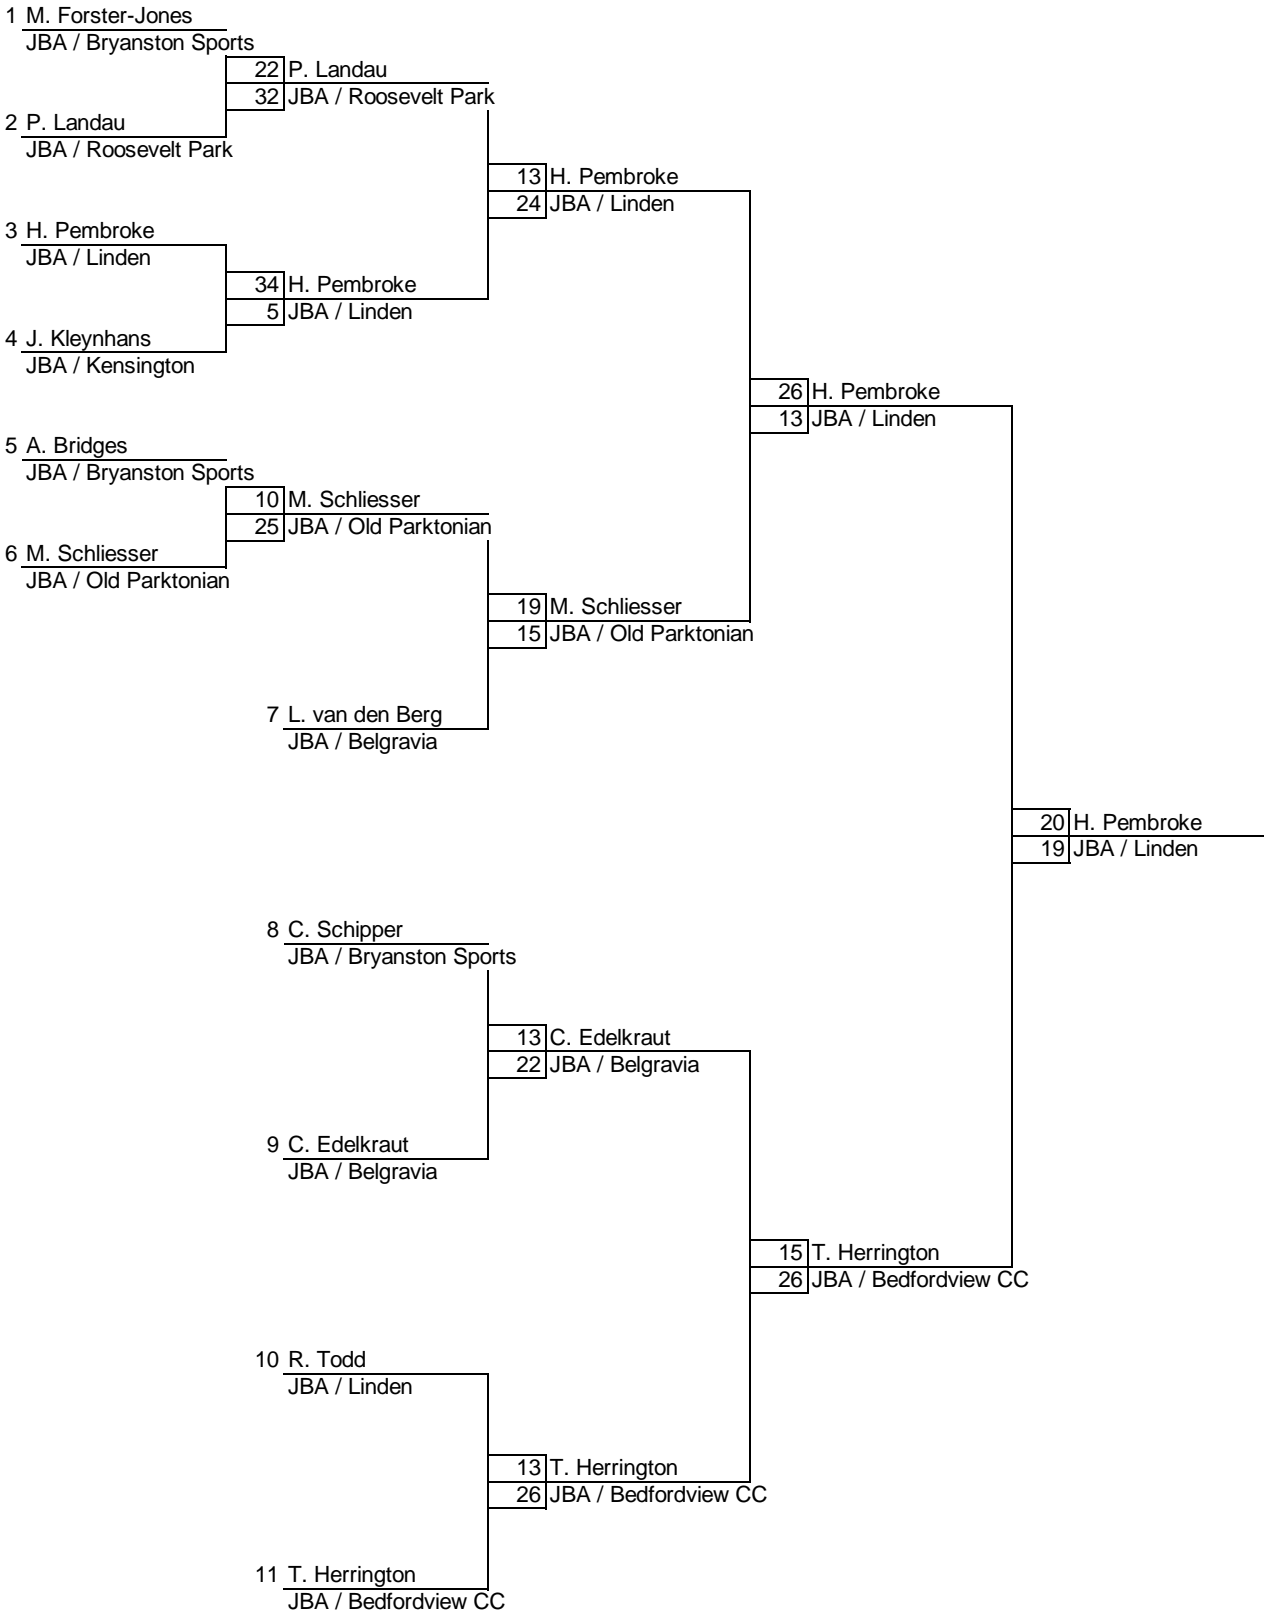 1 M. Forster-Jones
JBA / Bryanston Sports
22 P. Landau
32 JBA / Roosevelt Park
2 P. Landau
JBA / Roosevelt Park
13 H. Pembroke
24 JBA / Linden
3 H. Pembroke
JBA / Linden
34 H. Pembroke
5 JBA / Linden
4 J. Kleynhans
JBA / Kensington
26 H. Pembroke
13 JBA / Linden
5 A. Bridges
JBA / Bryanston Sports
10 M. Schliesser
25 JBA / Old Parktonian
6 M. Schliesser
JBA / Old Parktonian
19 M. Schliesser
15 JBA / Old Parktonian
7 L. van den Berg
JBA / Belgravia
20 H. Pembroke
19 JBA / Linden
8 C. Schipper
JBA / Bryanston Sports
13 C. Edelkraut
22 JBA / Belgravia
9 C. Edelkraut
JBA / Belgravia
15 T. Herrington
26 JBA / Bedfordview CC
10 R. Todd
JBA / Linden
13 T. Herrington
26 JBA / Bedfordview CC
11 T. Herrington
JBA / Bedfordview CC